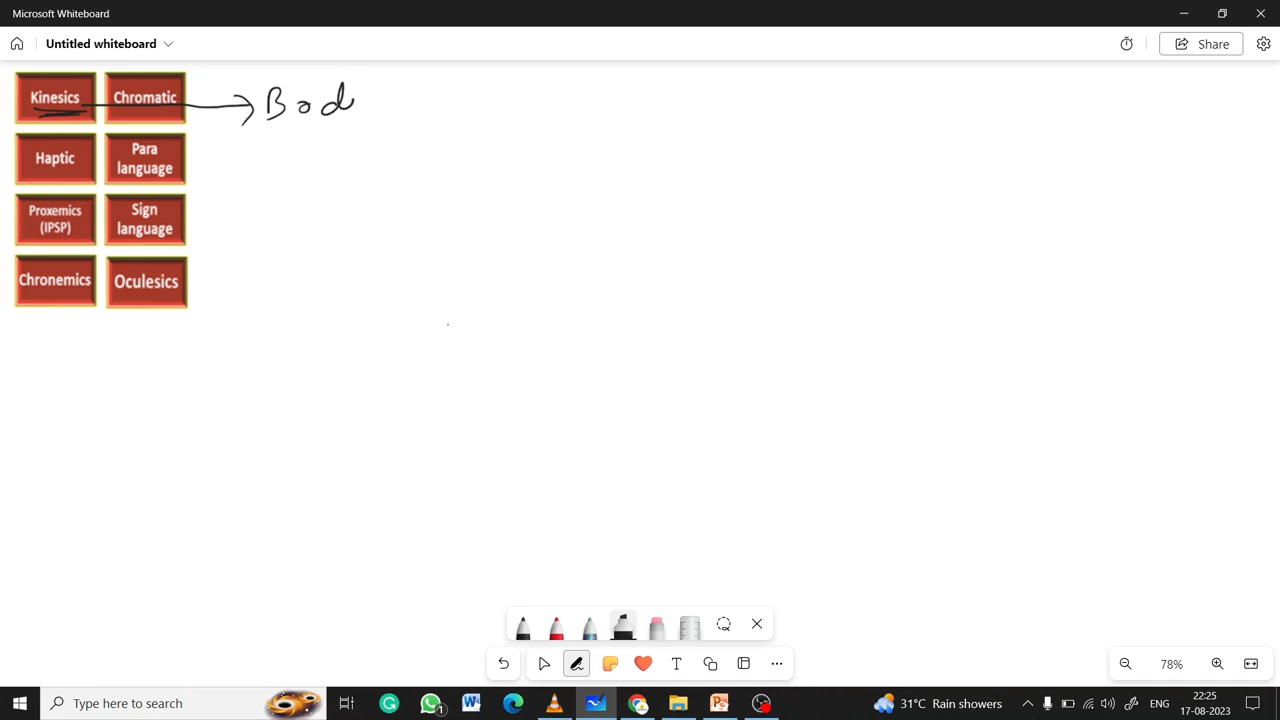 Microsoft Whiteboard
Untitled whiteboard
Share
Kinesics
Chromatic
Bod
Haptic
Para
language
Proxemics
(IPSP)
Sign
language
Chronemics
Oculesics
78%
Type here to search
1
31°C Rain showers
ENG
22:25
17-08-2023